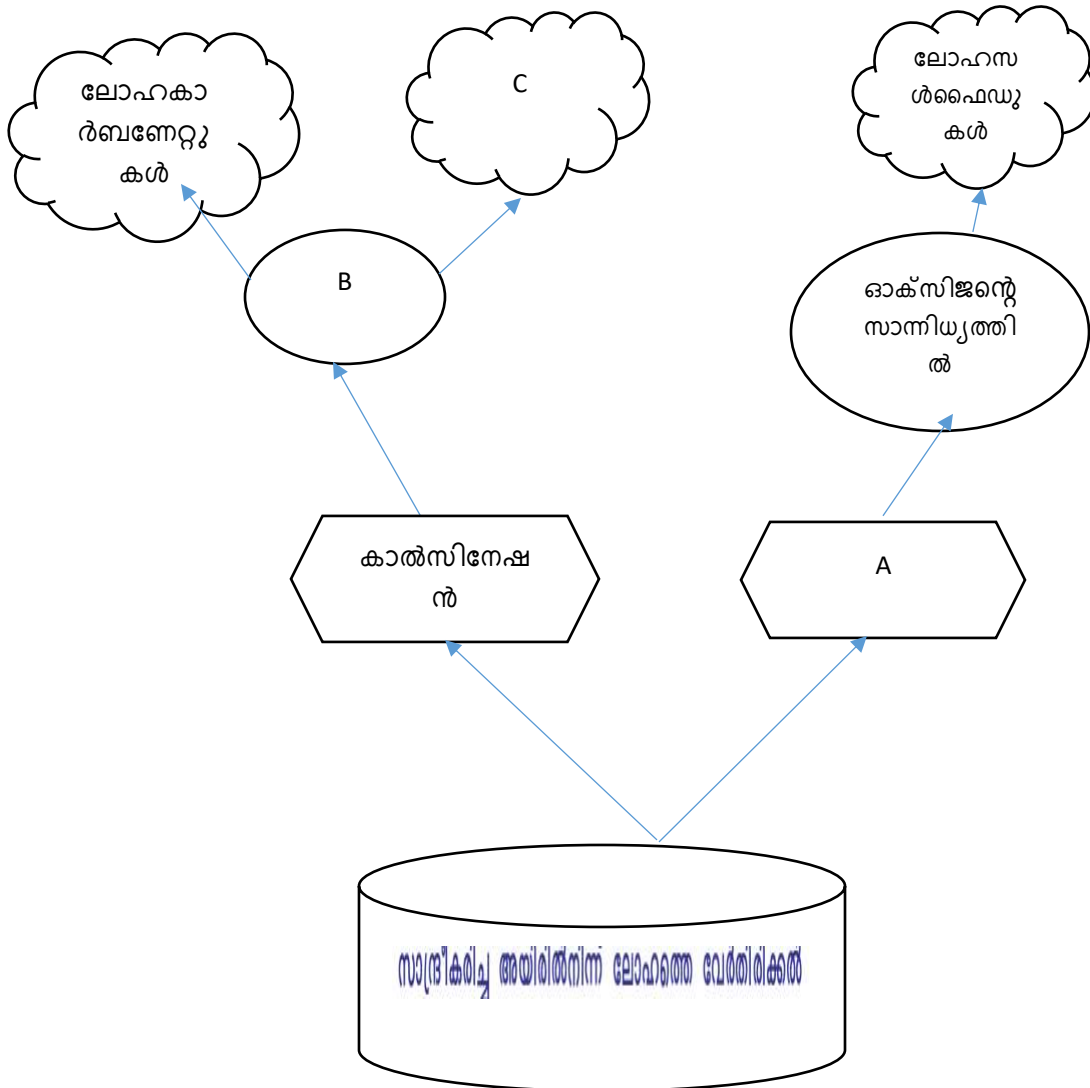 ലോഹകാ
ർബണേറ്റു
കൾ
C
ലോഹസ
ൾഫൈഡു
കൾ
B
ഓക്സിജന്റെ
സാന്നിധ്യത്തി
ൽ
കാൽസിനേഷ
ൻ
A
സാന്ദ്രീകരിച്ച അയിരിൽനിന്ന് ലോഹത്തെ വേർതിരിക്കൽ